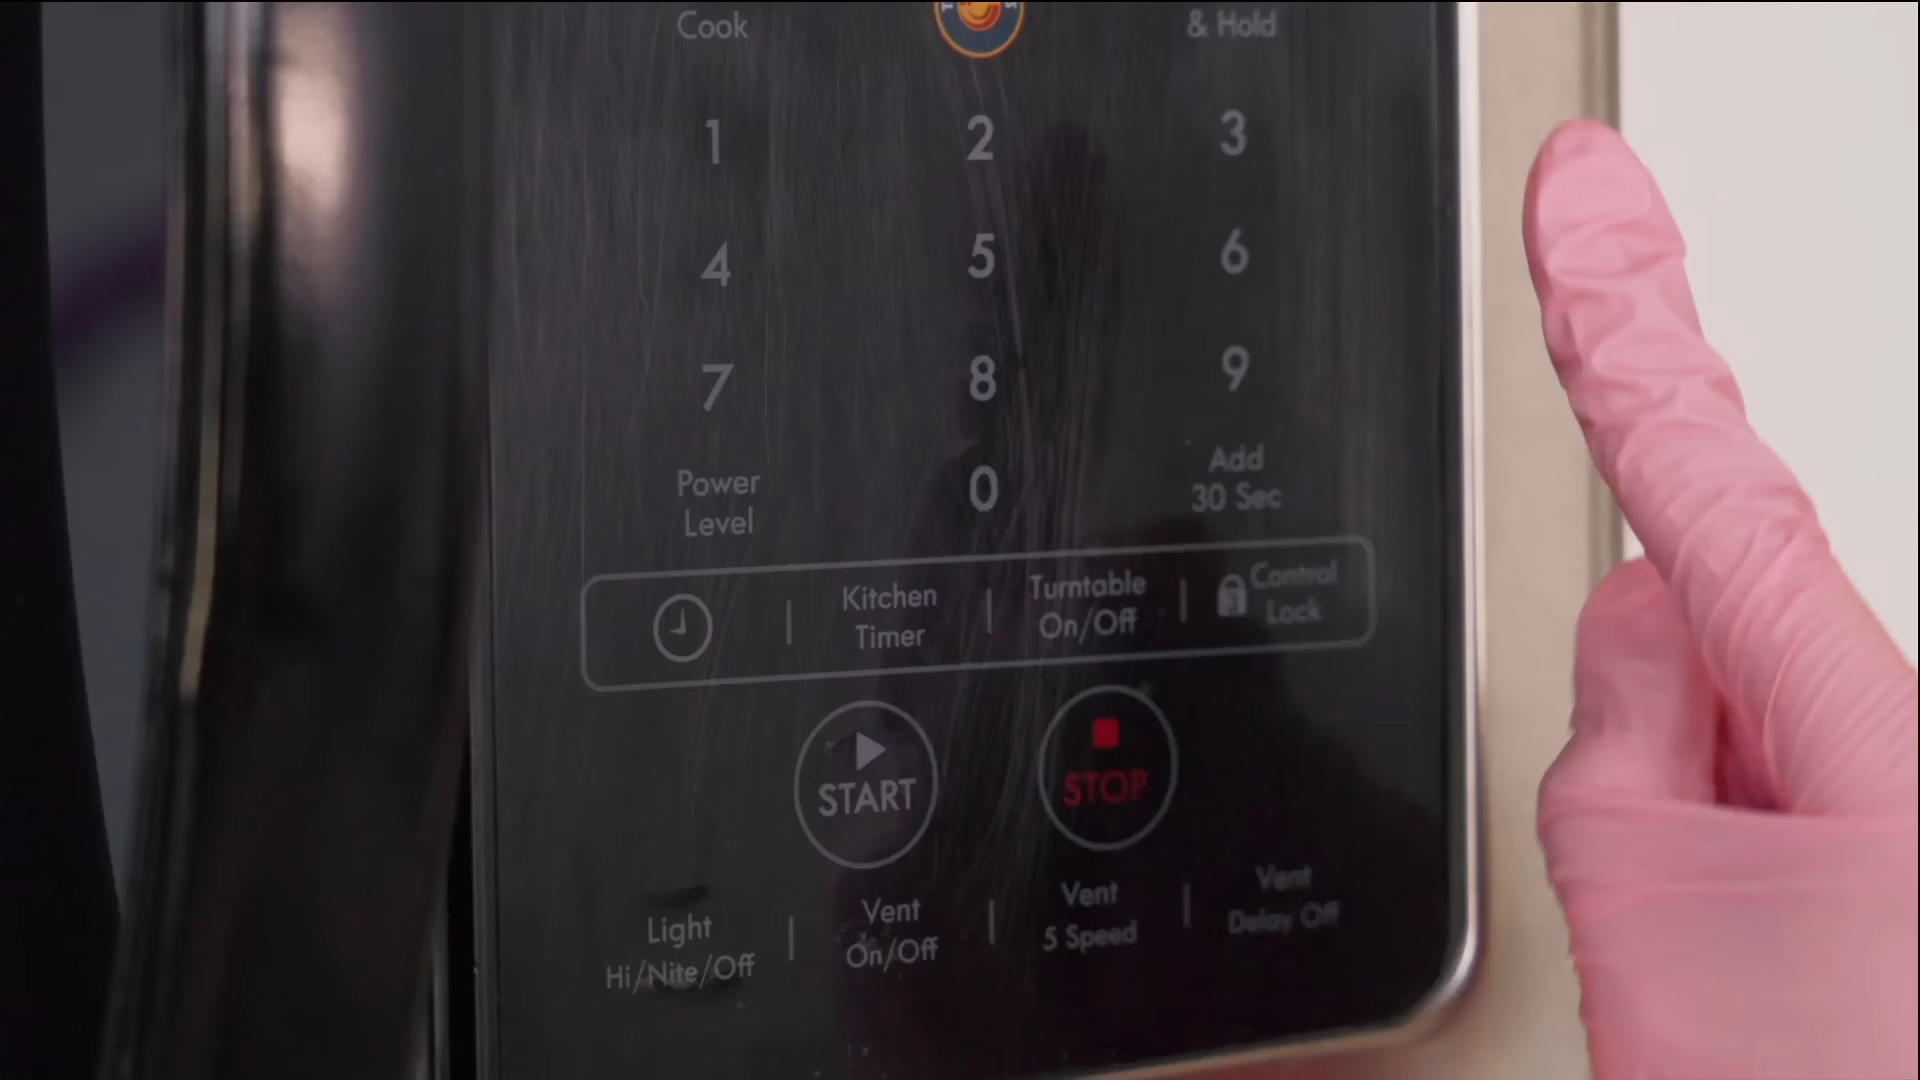 Cook
& Hold
1 2 3
4 5 6
7 8 9
Power
Level
0
Add
30 Sec
Kitchen
Timer
Turntable
On/Off
Control
Lock
START
STOP
Light
Hi/Nite/Off
Vent
On/Off
Vent
5 Speed
Vent
Delay Off